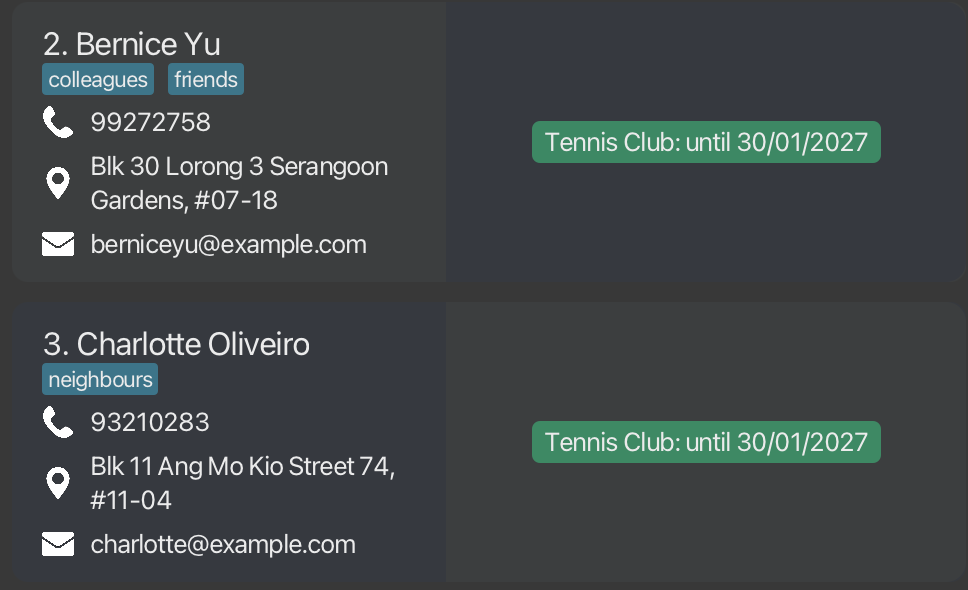 2. Bernice Yu
colleagues friends
99272758
Blk 30 Lorong 3 Serangoon
Gardens, #07-18
berniceyu@example.com
Tennis Club: until 30/01/2027
3. Charlotte Oliveiro
neighbours
93210283
Blk 11 Ang Mo Kio Street 74,
#11-04
charlotte@example.com
Tennis Club: until 30/01/2027